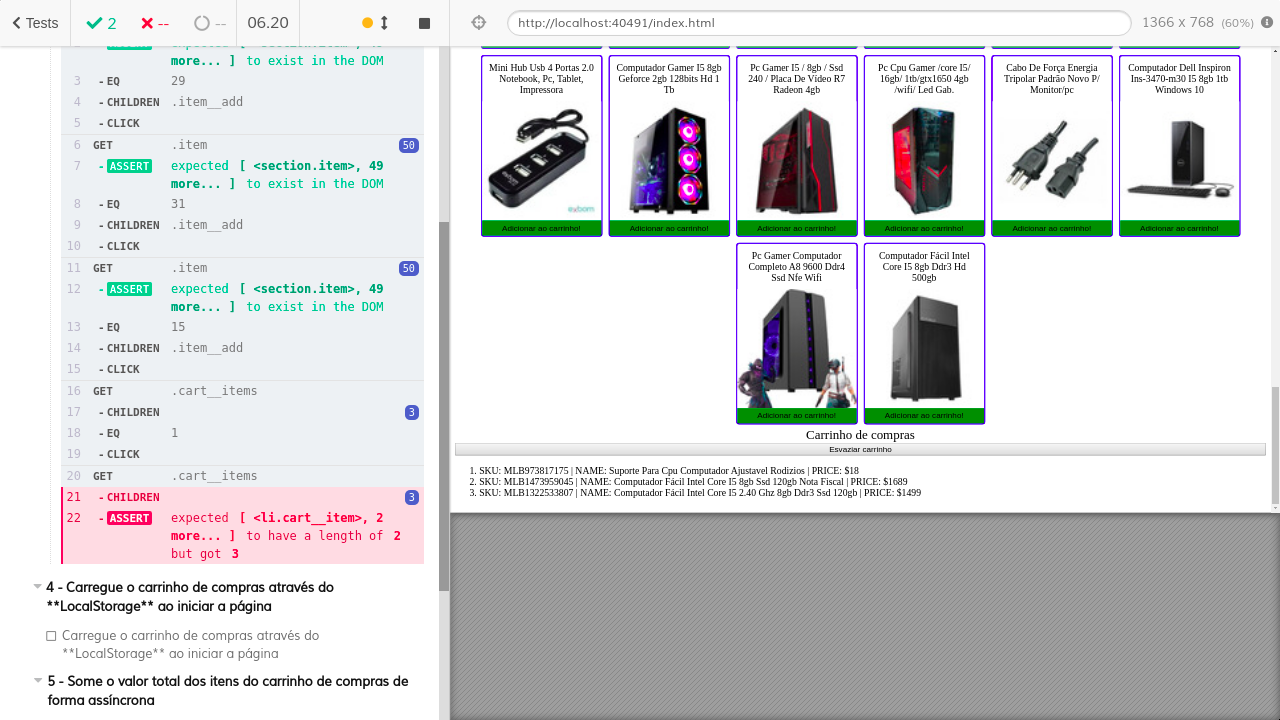 Tests
2
--
--
06.20
http://localhost:40491/index.html
1366 x 768 (60%)
more... ] to exist in the DOM
3 - EQ 29
4 - CHILDREN .item__add
5 - CLICK
6 GET .item 50
7 - ASSERT expected [ <section.item>, 49
more... ] to exist in the DOM
8 - EQ 31
9 - CHILDREN .item__add
10 - CLICK
11 GET .item 50
12 - ASSERT expected [ <section.item>, 49
more... ] to exist in the DOM
13 - EQ 15
14 - CHILDREN .item__add
15 - CLICK
16 GET .cart__items
17 - CHILDREN 3
18 - EQ 1
19 - CLICK
20 GET .cart__items
21 - CHILDREN 3
22 - ASSERT expected [ <li.cart__item>, 2
more... ] to have a length of 2
but got 3
4 - Carregue o carrinho de compras através do
**LocalStorage** ao iniciar a página
Carregue o carrinho de compras através do
**LocalStorage** ao iniciar a página
5 - Some o valor total dos itens do carrinho de compras de
forma assíncrona
Mini Hub Usb 4 Portas 2.0
Notebook, Pc, Tablet,
Impressora
Adicionar ao carrinho!
Computador Gamer I5 8gb
Geforce 2gb 128bits Hd 1
Tb
Adicionar ao carrinho!
Pc Gamer I5 / 8gb / Ssd
240 / Placa De Vídeo R7
Radeon 4gb
Adicionar ao carrinho!
Pc Cpu Gamer /core I5/
16gb/ 1tb/gtx1650 4gb
/wifi/ Led Gab.
Adicionar ao carrinho!
Cabo De Força Energia
Tripolar Padrão Novo P/
Monitor/pc
Adicionar ao carrinho!
Computador Dell Inspiron
Ins-3470-m30 I5 8gb 1tb
Windows 10
Adicionar ao carrinho!
Pc Gamer Computador
Completo A8 9600 Ddr4
Ssd Nfe Wifi
Adicionar ao carrinho!
Computador Fácil Intel
Core I5 8gb Ddr3 Hd
500gb
Adicionar ao carrinho!
Carrinho de compras
Esvaziar carrinho
1. SKU: MLB973817175 | NAME: Suporte Para Cpu Computador Ajustavel Rodizios | PRICE: $18
2. SKU: MLB1473959045 | NAME: Computador Fácil Intel Core I5 8gb Ssd 120gb Nota Fiscal | PRICE: $1689
3. SKU: MLB1322533807 | NAME: Computador Fácil Intel Core I5 2.40 Ghz 8gb Ddr3 Ssd 120gb | PRICE: $1499